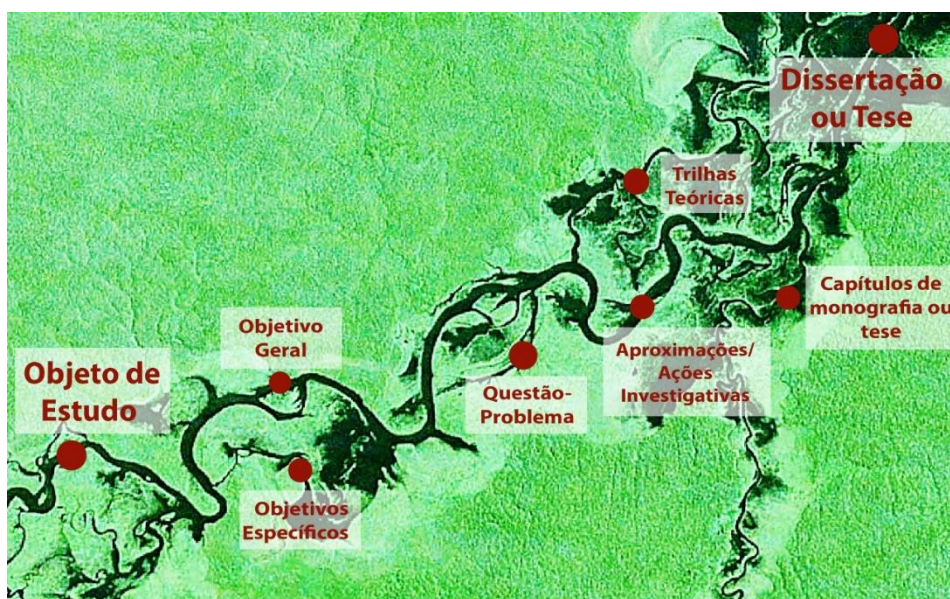 Dissertação
ou Tese
Trilhas
Teóricas
Capítulos de
monografia ou
tese
Objetivo
Geral
Aproximações/
Ações
Investigativas
Objeto de
Estudo
Questão-
Problema
Objetivos
Específicos